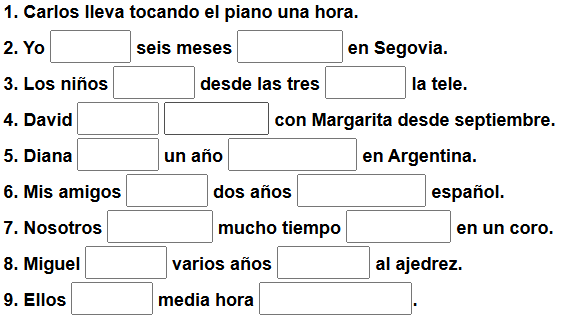 1. Carlos lleva tocando el piano una hora.
2. Yo seis meses en Segovia.
3. Los niños desde las tres la tele.
4. David con Margarita desde septiembre.
5. Diana un año en Argentina.
6. Mis amigos dos años español.
7. Nosotros mucho tiempo en un coro.
8. Miguel varios años al ajedrez.
9. Ellos media hora .